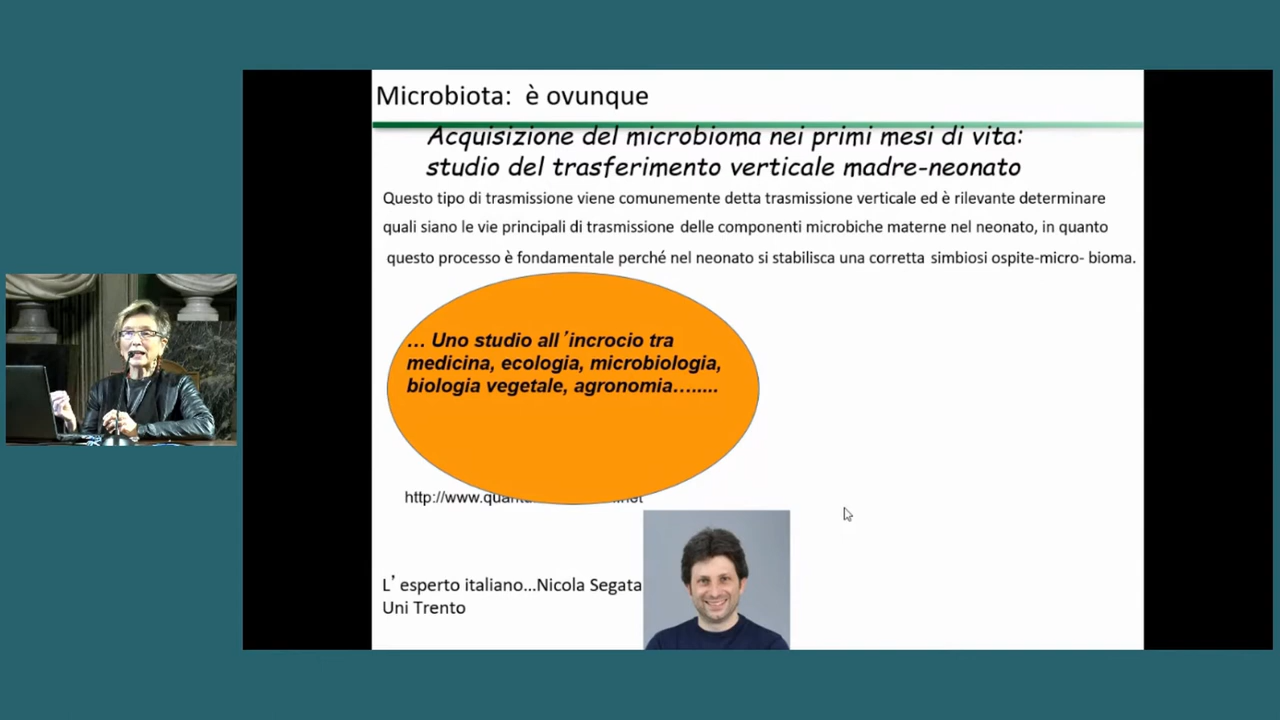 Microbiota: è ovunque
Acquisizione del microbioma nei primi mesi di vita:
studio del trasferimento verticale madre-neonato
Questo tipo di trasmissione viene comunemente detta trasmissione verticale ed è rilevante determinare
quali siano le vie principali di trasmissione delle componenti microbiche materne nel neonato, in quanto
questo processo è fondamentale perché nel neonato si stabilisca una corretta simbiosi ospite-micro- bioma.
… Uno studio all´incrocio tra
medicina, ecologia, microbiologia,
biologia vegetale, agronomia….....
http://www.
L’ esperto italiano...Nicola Segata
Uni Trento